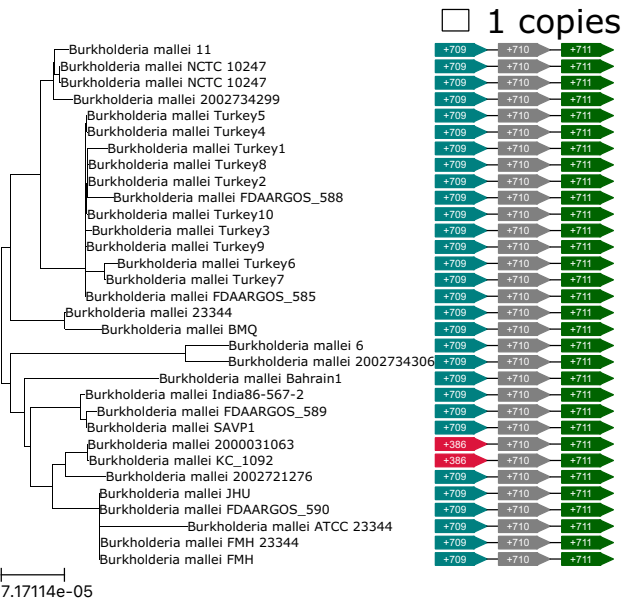 1 copies
Burkholderia mallei 11 +709 +710 +711
Burkholderia mallei NCTC 10247 +709 +710 +711
Burkholderia mallei NCTC 10247 +709 +710 +711
Burkholderia mallei 2002734299 +709 +710 +711
Burkholderia mallei Turkey5 +709 +710 +711
Burkholderia mallei Turkey4 +709 +710 +711
Burkholderia mallei Turkey1 +709 +710 +711
Burkholderia mallei Turkey8 +709 +710 +711
Burkholderia mallei Turkey2 +709 +710 +711
Burkholderia mallei FDAARGOS_588 +709 +710 +711
Burkholderia mallei Turkey10 +709 +710 +711
Burkholderia mallei Turkey3 +709 +710 +711
Burkholderia mallei Turkey9 +709 +710 +711
Burkholderia mallei Turkey6 +709 +710 +711
Burkholderia mallei Turkey7 +709 +710 +711
Burkholderia mallei FDAARGOS_585 +709 +710 +711
Burkholderia mallei 23344 +709 +710 +711
Burkholderia mallei BMQ +709 +710 +711
Burkholderia mallei 6 +709 +710 +711
Burkholderia mallei 2002734306 +709 +710 +711
Burkholderia mallei Bahrain1 +709 +710 +711
Burkholderia mallei India86-567-2 +709 +710 +711
Burkholderia mallei FDAARGOS_589 +709 +710 +711
Burkholderia mallei SAVP1 +709 +710 +711
Burkholderia mallei 2000031063 +386 +710 +711
Burkholderia mallei KC_1092 +386 +710 +711
Burkholderia mallei 2002721276 +709 +710 +711
Burkholderia mallei JHU +709 +710 +711
Burkholderia mallei FDAARGOS_590 +709 +710 +711
Burkholderia mallei ATCC 23344 +709 +710 +711
Burkholderia mallei FMH 23344 +709 +710 +711
Burkholderia mallei FMH +709 +710 +711
7.17114e-05